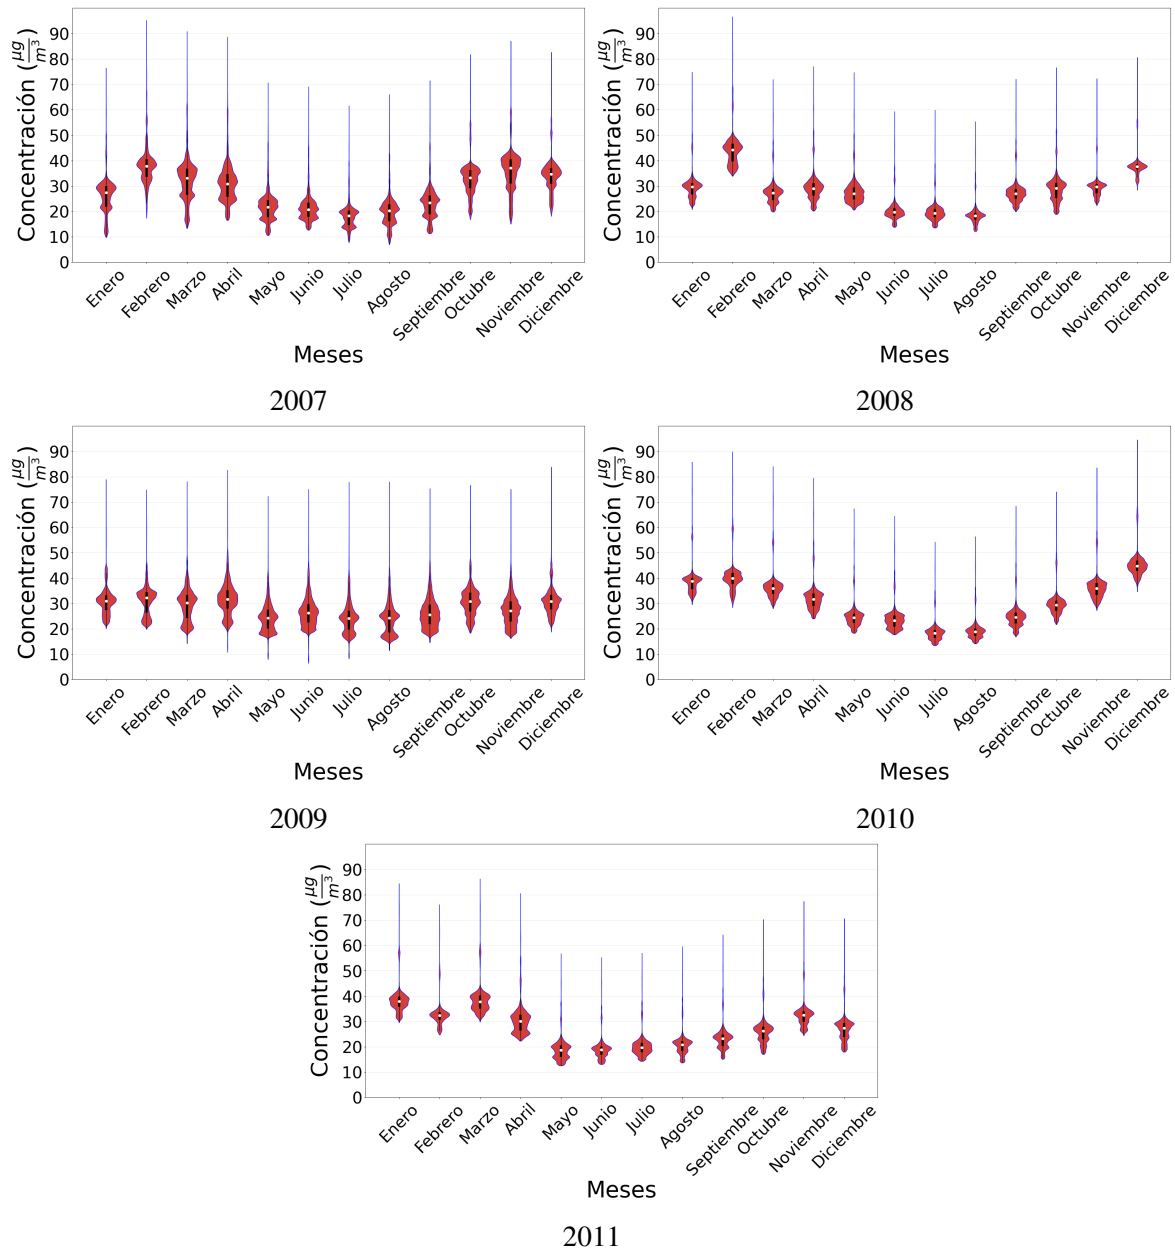 90
80
70
60
50
40
30
20
10
0
Concentración (μg/m³)
Enero
Febrero
Marzo
Abril
Mayo
Junio
Julio
Agosto
Septiembre
Octubre
Noviembre
Diciembre
Meses
2007
90
80
70
60
50
40
30
20
10
0
Concentración (μg/m³)
Enero
Febrero
Marzo
Abril
Mayo
Junio
Julio
Agosto
Septiembre
Octubre
Noviembre
Diciembre
Meses
2008
90
80
70
60
50
40
30
20
10
0
Concentración (μg/m³)
Enero
Febrero
Marzo
Abril
Mayo
Junio
Julio
Agosto
Septiembre
Octubre
Noviembre
Diciembre
Meses
2009
90
80
70
60
50
40
30
20
10
0
Concentración (μg/m³)
Enero
Febrero
Marzo
Abril
Mayo
Junio
Julio
Agosto
Septiembre
Octubre
Noviembre
Diciembre
Meses
2010
90
80
70
60
50
40
30
20
10
0
Concentración (μg/m³)
Enero
Febrero
Marzo
Abril
Mayo
Junio
Julio
Agosto
Septiembre
Octubre
Noviembre
Diciembre
Meses
2011